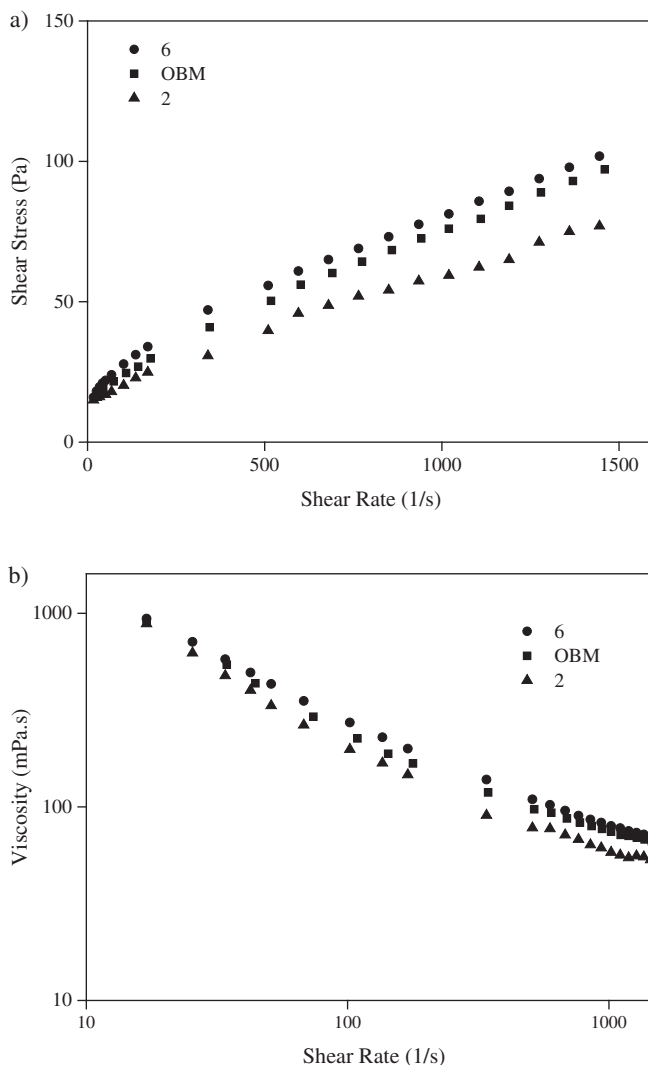 a)
150
6
OBM
2
100
Shear Stress (Pa)
50
0
0 500 1000 1500
Shear Rate (1/s)
b)
1000
6
OBM
2
Viscosity (mPa.s)
100
10
10 100 1000
Shear Rate (1/s)